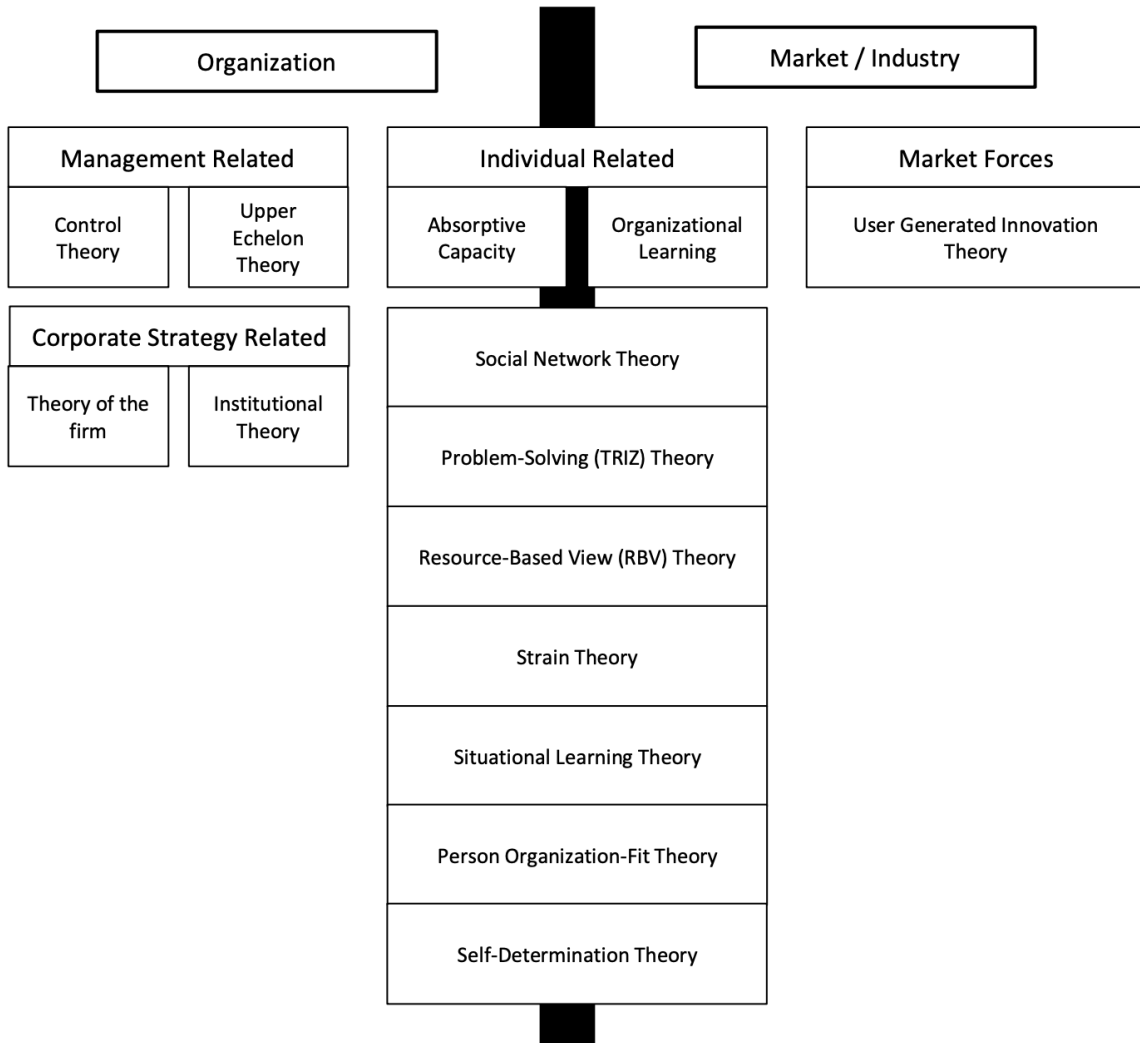 Organization
Market / Industry
Management Related
Control
Theory
Upper
Echelon
Theory
Individual Related
Absorptive
Capacity
Organizational
Learning
Market Forces
User Generated Innovation
Theory
Corporate Strategy Related
Theory of the
firm
Institutional
Theory
Social Network Theory
Problem-Solving (TRIZ) Theory
Resource-Based View (RBV) Theory
Strain Theory
Situational Learning Theory
Person Organization-Fit Theory
Self-Determination Theory